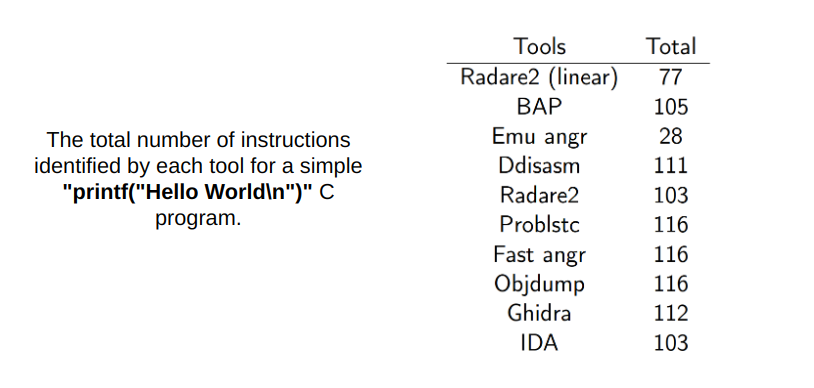 The total number of instructions
identified by each tool for a simple
"printf("Hello World\n")" C
program.
Tools Total
Radare2 (linear) 77
BAP 105
Emu angr 28
Ddisasm 111
Radare2 103
Problstc 116
Fast angr 116
Objdump 116
Ghidra 112
IDA 103